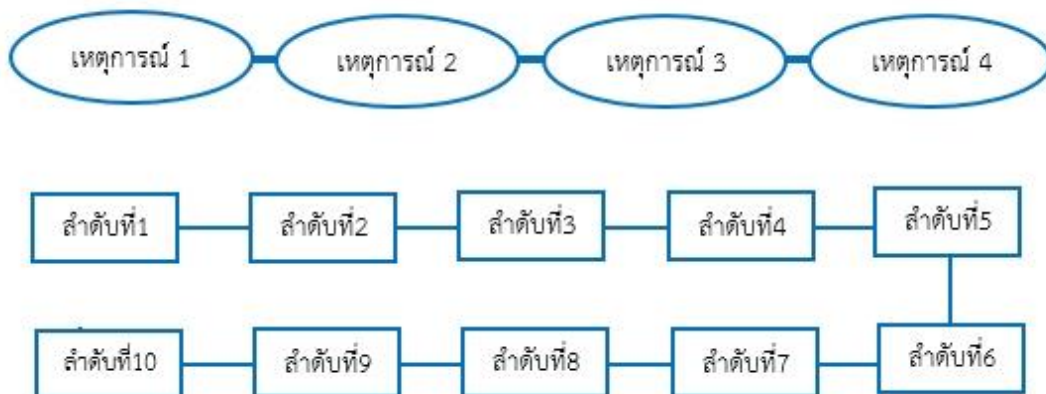 เหตุการณ์ 1 เหตุการณ์ 2 เหตุการณ์ 3 เหตุการณ์ 4
ลำดับที่1 ลำดับที่2 ลำดับที่3 ลำดับที่4 ลำดับที่5
ลำดับที่10 ลำดับที่9 ลำดับที่8 ลำดับที่7 ลำดับที่6